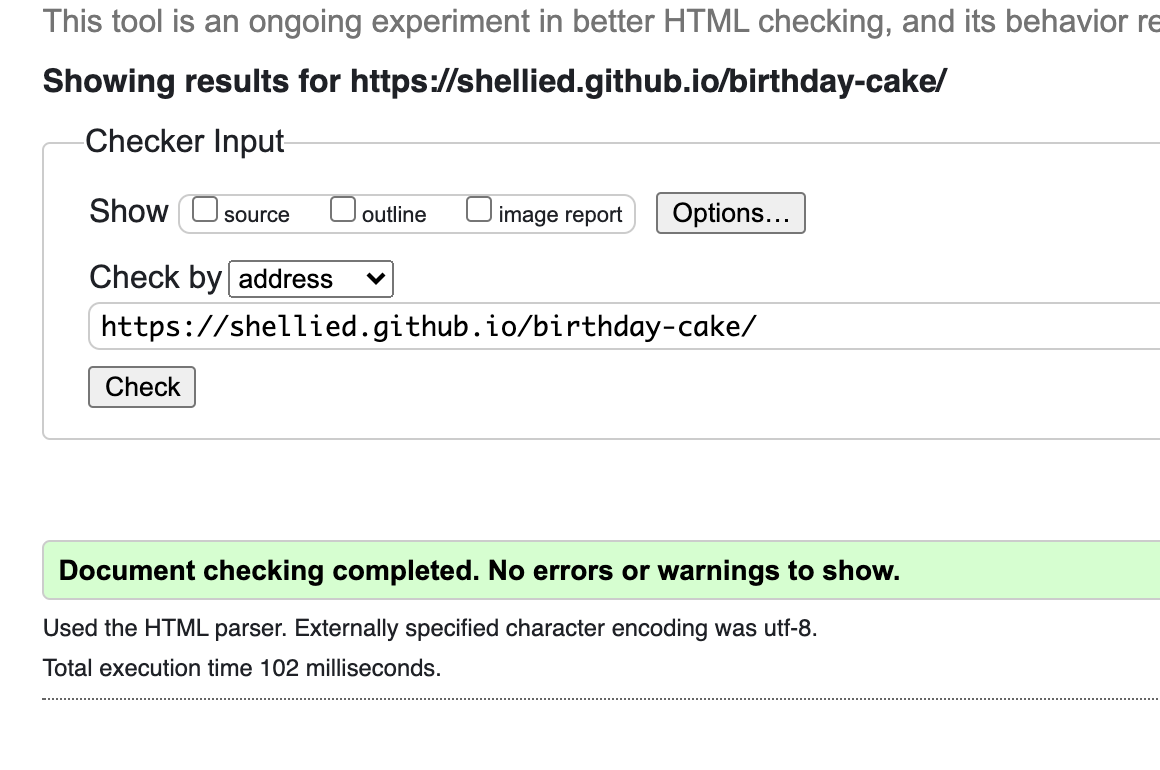 This tool is an ongoing experiment in better HTML checking, and its behavior
Showing results for https://shellied.github.io/birthday-cake/
Checker Input
Show source outline image report Options…
Check by address
https://shellied.github.io/birthday-cake/
Check
Document checking completed. No errors or warnings to show.
Used the HTML parser. Externally specified character encoding was utf-8.
Total execution time 102 milliseconds.